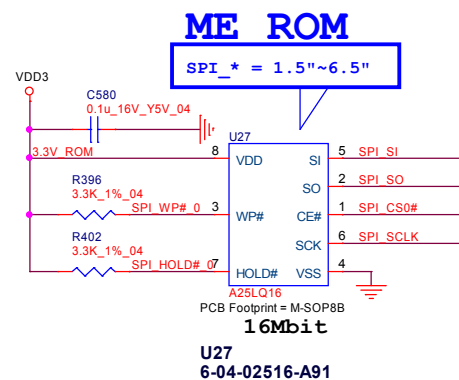 ME ROM
SPI_* = 1.5"~6.5"
VDD3
C580
0.1u_16V_Y5V_04
U27
3.3V_ROM
8 VDD SI 5 SPI_SI
SO 2 SPI_SO
R396
3.3K_1%_04
SPI_WP#_0 3 WP# CE# 1 SPI_CS0#
SCK 6 SPI_SCLK
R402
3.3K_1%_04
SPI_HOLD#_0 7 HOLD# VSS 4
A25LQ16
PCB Footprint = M-SOP8B
16Mbit
U27
6-04-02516-A91